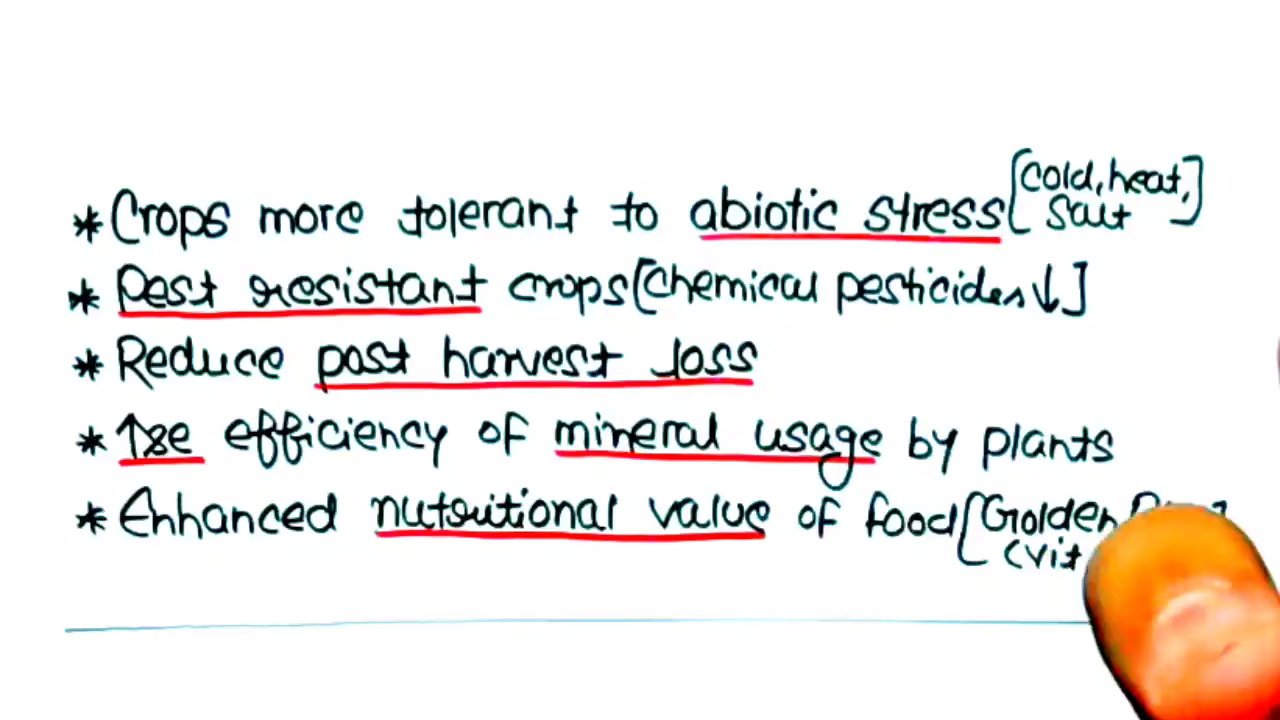 * Crops more tolerant to abiotic stress [cold, heat, salt]
* Pest resistant crops [chemical pesticides ↓]
* Reduce post harvest loss
* ↑se efficiency of mineral usage by plants
* Enhanced nutritional value of food [Golden
(vit